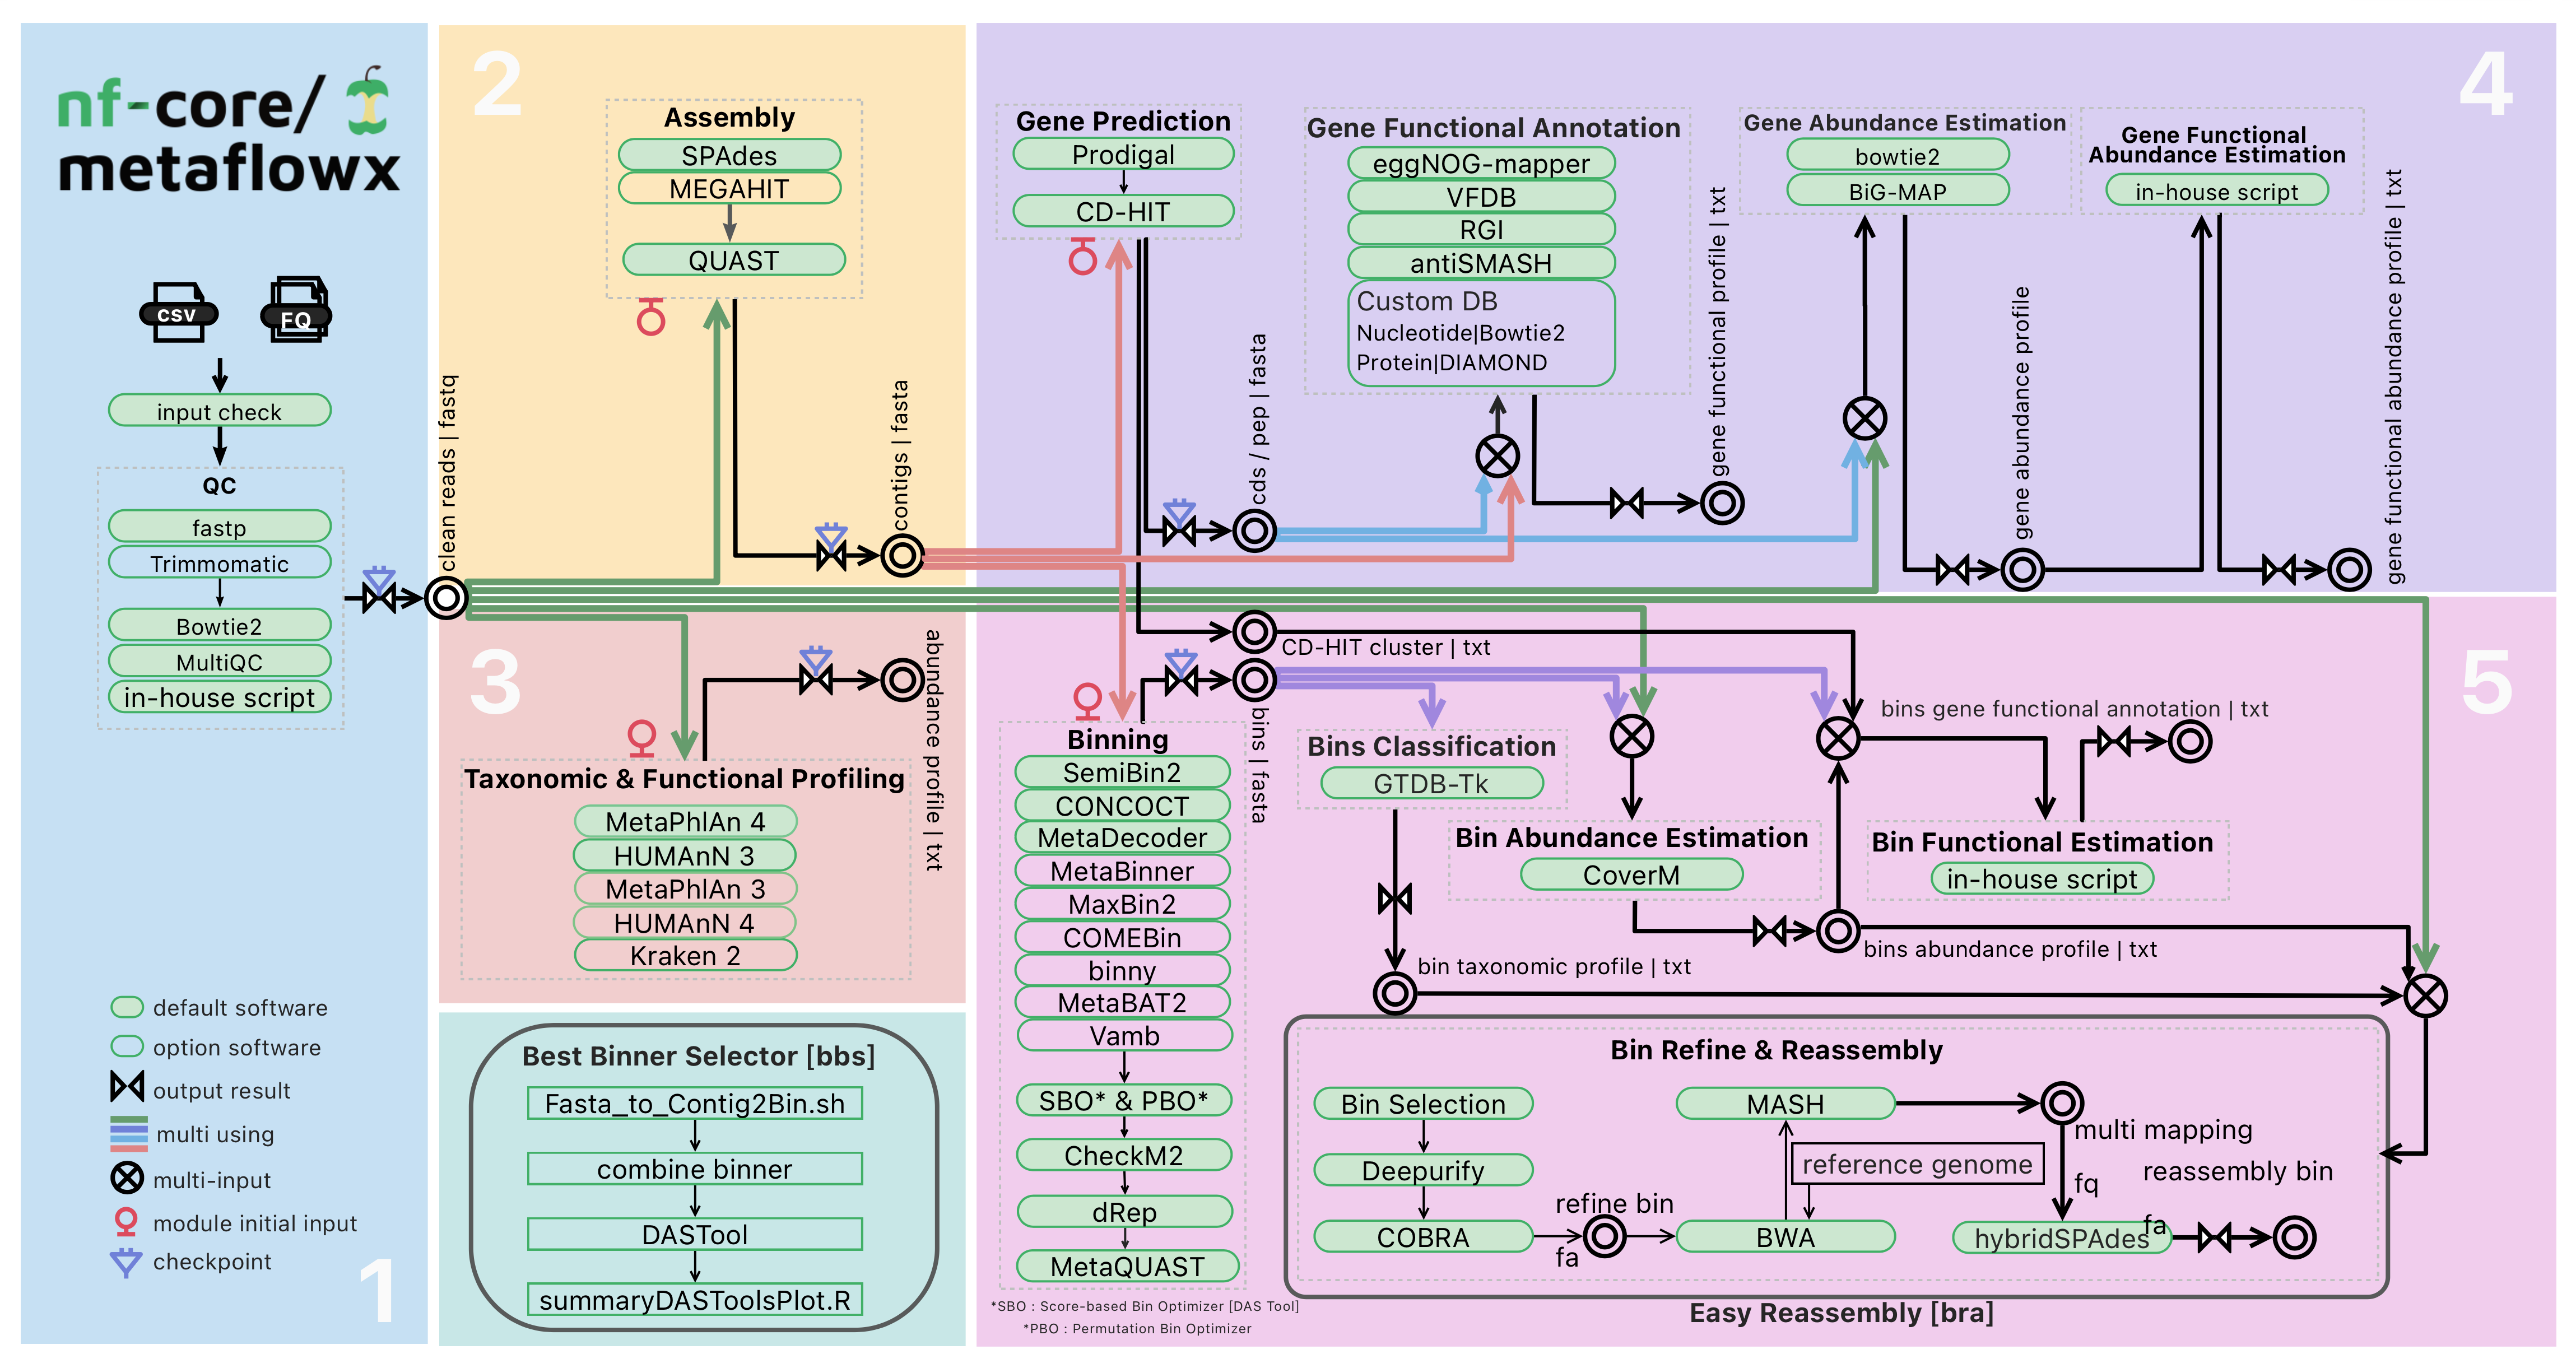 nf-core/
metaflowx
csv
FQ
input check
QC
fastp
Trimmomatic
Bowtie2
MultiQC
in-house script
default software
option software
output result
multi using
multi-input
module initial input
checkpoint
1
clean reads | fastq
2
Assembly
SPAdes
MEGAHIT
QUAST
contigs | fasta
3
abundance profile | txt
Taxonomic & Functional Profiling
MetaPhlAn 4
HUMAnN 3
MetaPhlAn 3
HUMAnN 4
Kraken 2
Best Binner Selector [bbs]
Fasta_to_Contig2Bin.sh
combine binner
DASTool
summaryDASToolsPlot.R
4
Gene Prediction
Prodigal
CD-HIT
cds / pep | fasta
Gene Functional Annotation
eggNOG-mapper
VFDB
RGI
antiSMASH
Custom DB
Nucleotide|Bowtie2
Protein|DIAMOND
gene functional profile | txt
Gene Abundance Estimation
bowtie2
BiG-MAP
gene abundance profile
Gene Functional
Abundance Estimation
in-house script
gene functional abundance profile | txt
5
CD-HIT cluster | txt
bins | fasta
Binning
SemiBin2
CONCOCT
MetaDecoder
MetaBinner
MaxBin2
COMEBin
binny
MetaBAT2
Vamb
SBO* & PBO*
CheckM2
dRep
MetaQUAST
*SBO : Score-based Bin Optimizer [DAS Tool]
*PBO : Permutation Bin Optimizer
Bins Classification
GTDB-Tk
bin taxonomic profile | txt
Bin Abundance Estimation
CoverM
bins abundance profile | txt
bins gene functional annotation | txt
Bin Functional Estimation
in-house script
Bin Refine & Reassembly
Bin Selection
Deepurify
COBRA
refine bin
fa
MASH
reference genome
BWA
multi mapping
fq
reassembly bin
hybridSPAdes
fa
Easy Reassembly [bra]